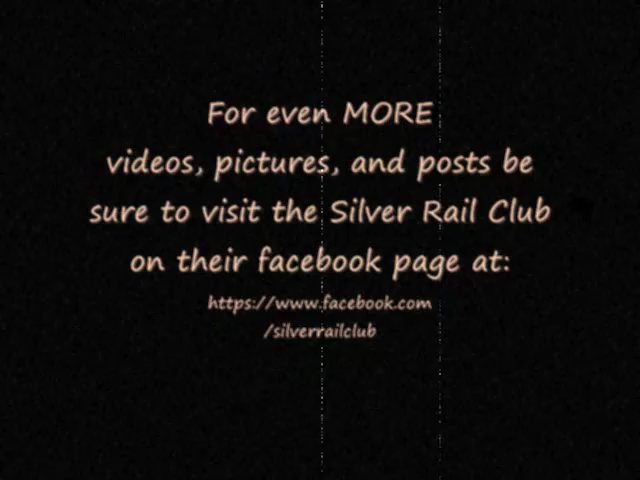 For even MORE
videos, pictures, and posts be
sure to visit the Silver Rail Club
on their facebook page at:
https://www.facebook.com
/silverrailclub